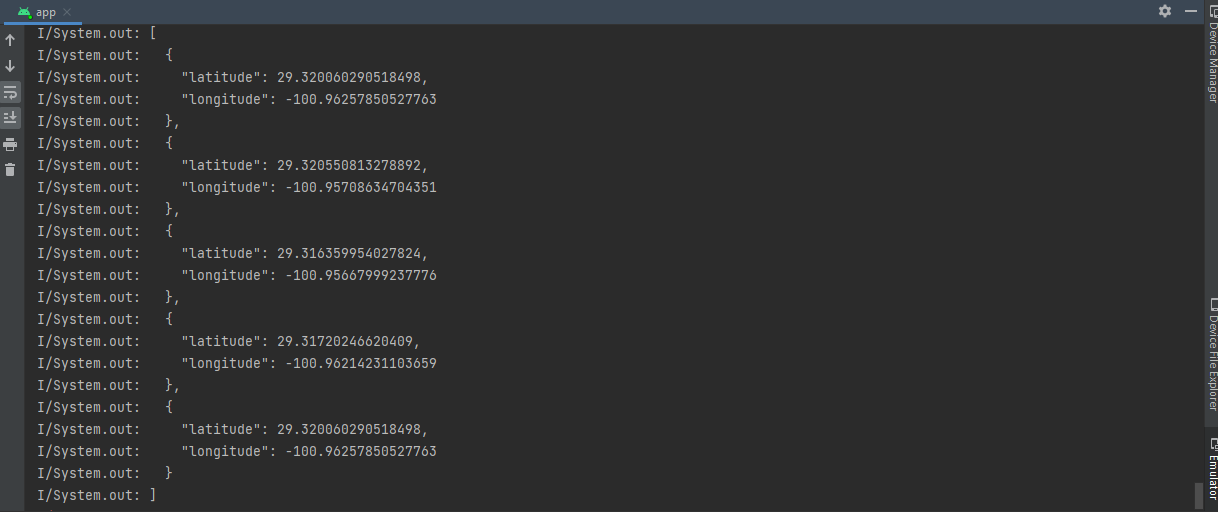 app
I/System.out: [
I/System.out:   {
I/System.out:     "latitude": 29.320060290518498,
I/System.out:     "longitude": -100.96257850527763
I/System.out:   },
I/System.out:   {
I/System.out:     "latitude": 29.320550813278892,
I/System.out:     "longitude": -100.95708634704351
I/System.out:   },
I/System.out:   {
I/System.out:     "latitude": 29.316359954027824,
I/System.out:     "longitude": -100.95667999237776
I/System.out:   },
I/System.out:   {
I/System.out:     "latitude": 29.31720246620409,
I/System.out:     "longitude": -100.96214231103659
I/System.out:   },
I/System.out:   {
I/System.out:     "latitude": 29.320060290518498,
I/System.out:     "longitude": -100.96257850527763
I/System.out:   }
I/System.out: ]
Device Manager
Device File Explorer
Emulator